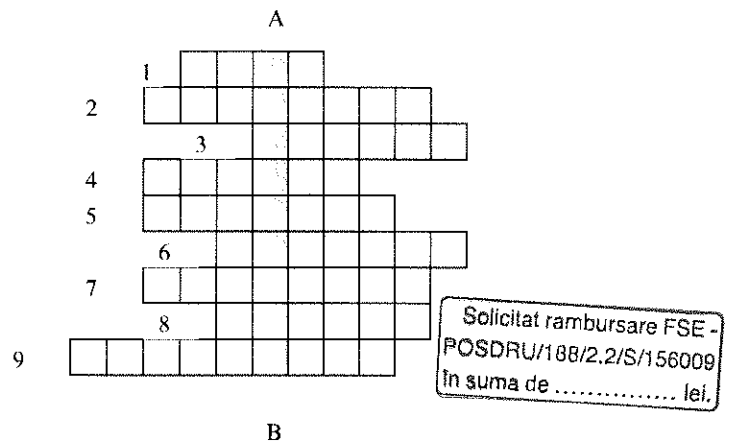 A
1
2
3
4
5
6
7
8
9
Solicitat rambursare FSE -
POSDRU/188/2.2/S/156009
în suma de ............... lei.
B